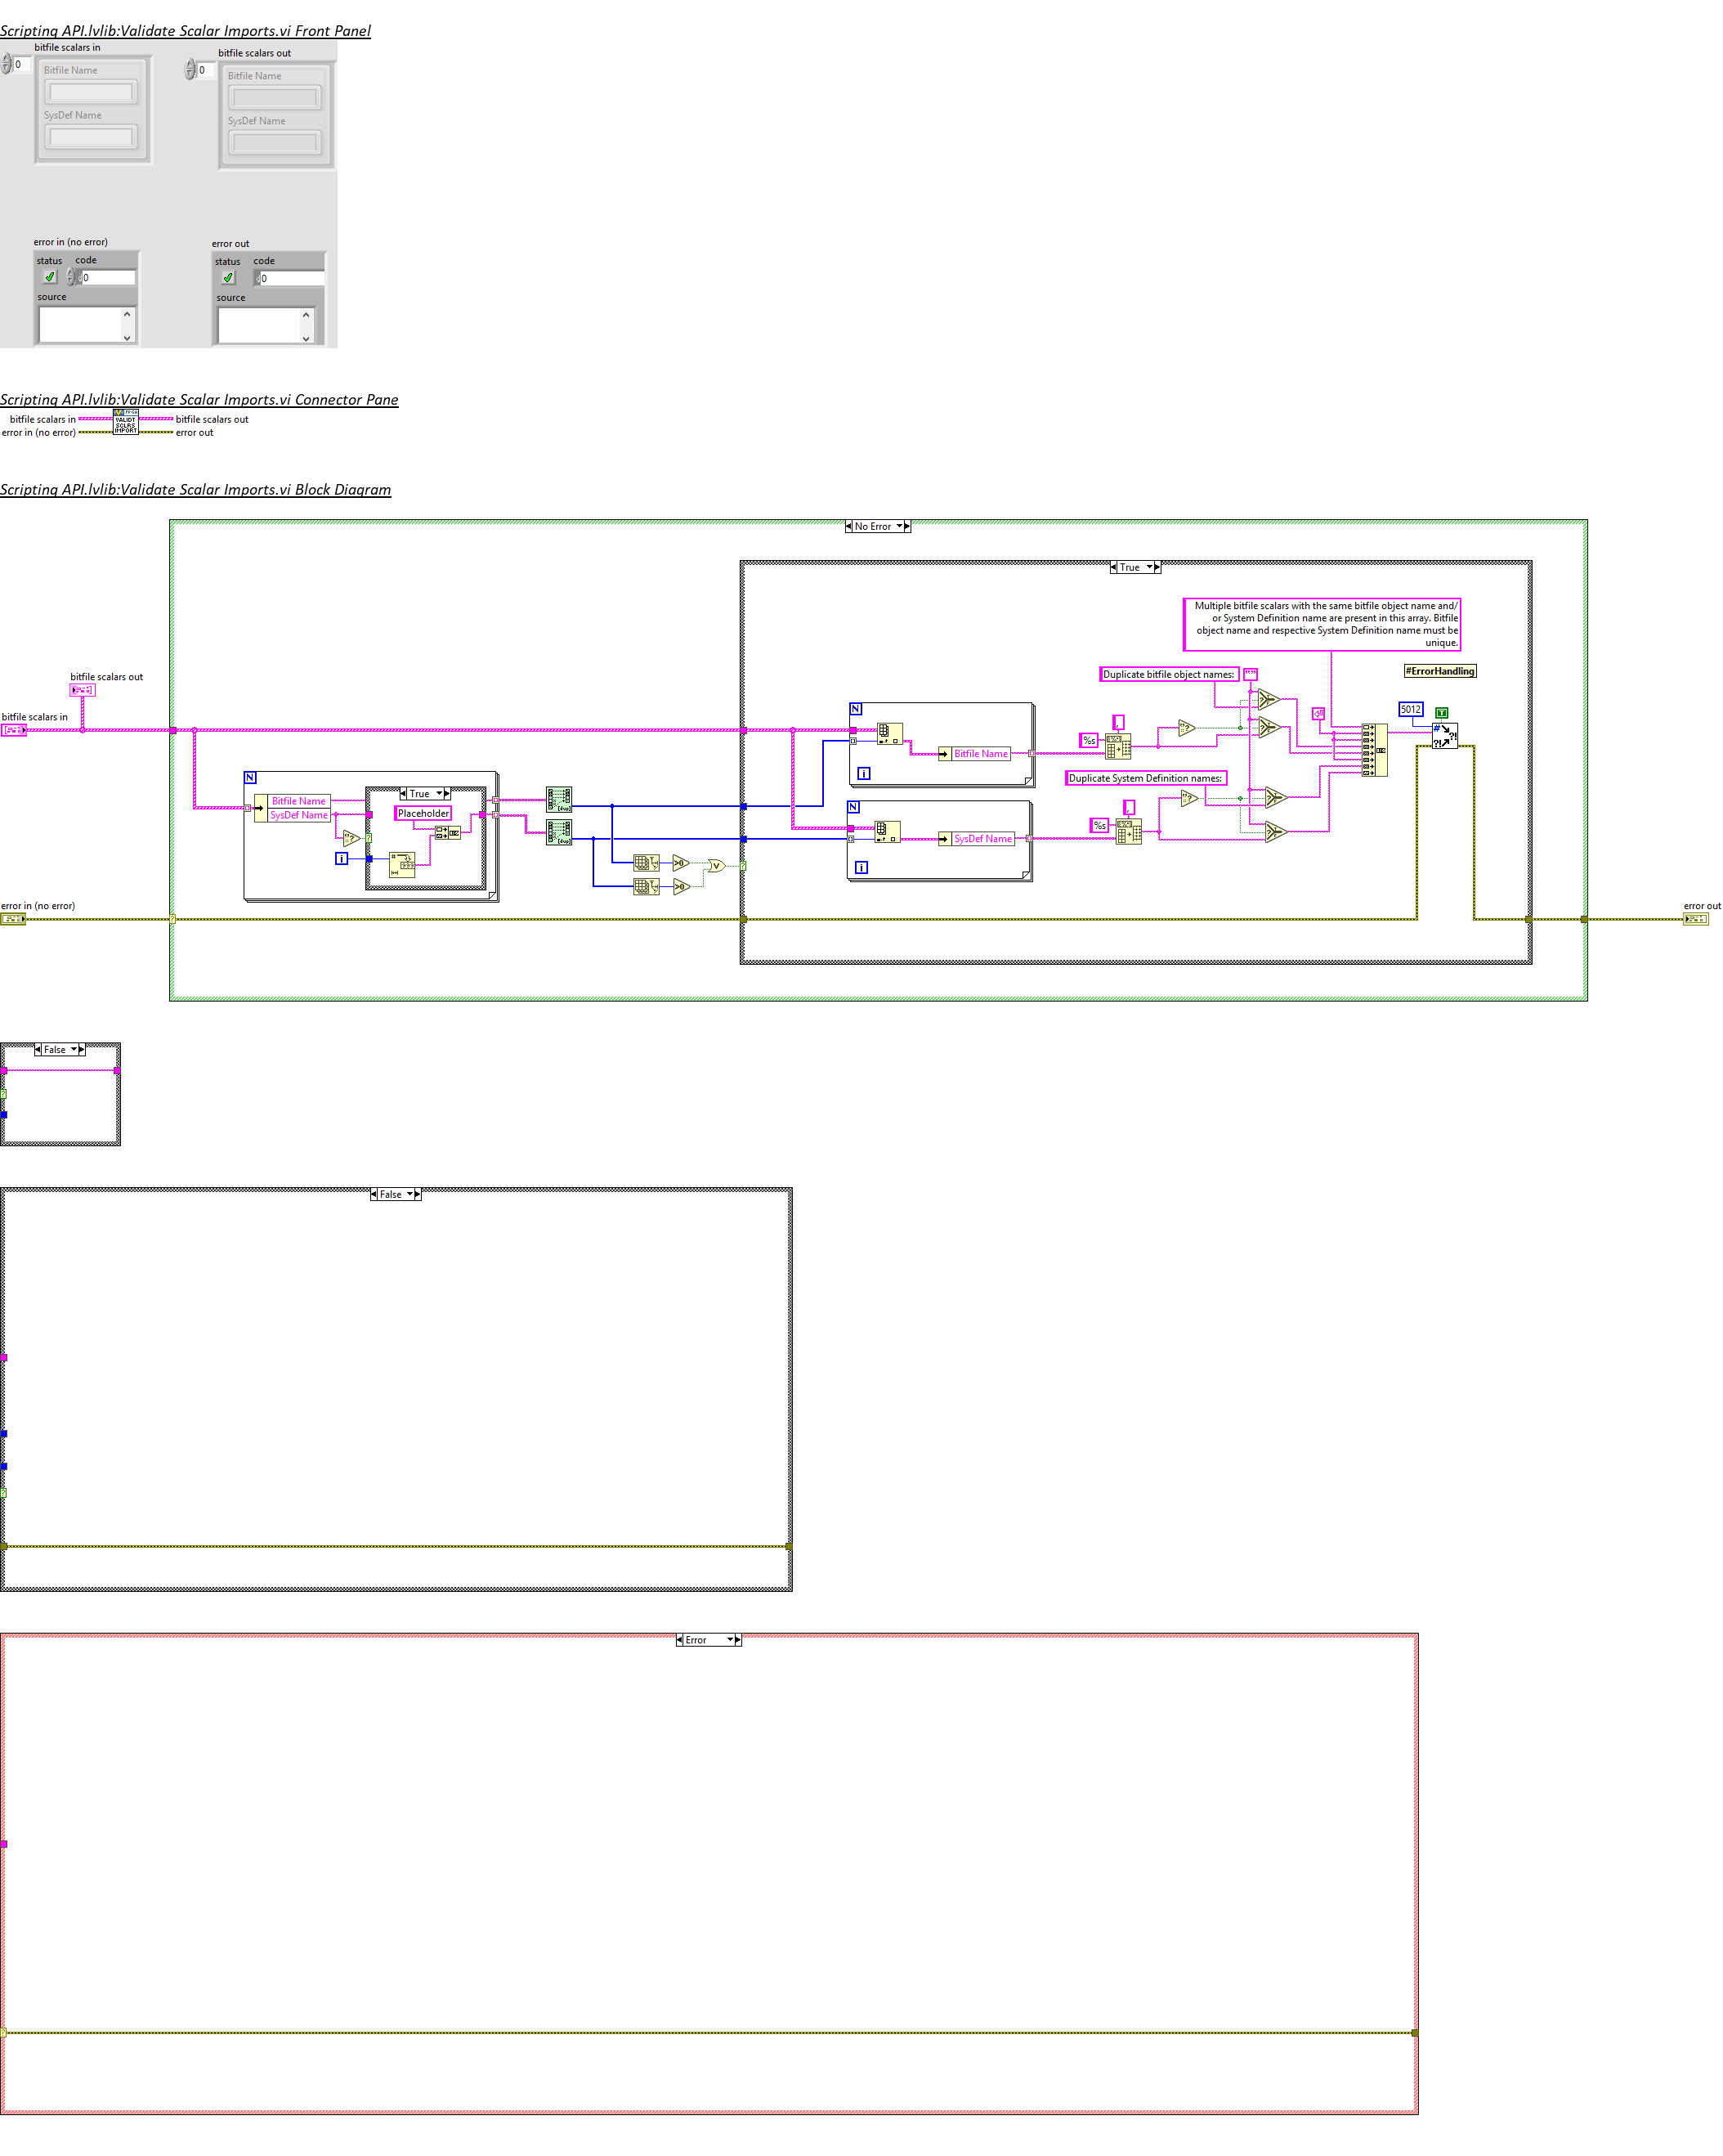 Scripting API.lvlib:Validate Scalar Imports.vi Front Panel
bitfile scalars in
bitfile scalars out
0
0
Bitfile Name
Bitfile Name
SysDef Name
SysDef Name
error in (no error)
error out
status code
status code
0
0
source
source
Scripting API.lvlib:Validate Scalar Imports.vi Connector Pane
bitfile scalars in
bitfile scalars out
error in (no error)
error out
VALIDT
SCLRS
IMPORT
Scripting API.lvlib:Validate Scalar Imports.vi Block Diagram
No Error
True
Multiple bitfile scalars with the same bitfile object name and/
or System Definition name are present in this array. Bitfile
object name and respective System Definition name must be
unique.
bitfile scalars out
bitfile scalars in
Duplicate bitfile object names:
#ErrorHandling
5012
T
N
Bitfile Name
i
%s
,
Duplicate System Definition names:
N
SysDef Name
i
%s
,
N
Bitfile Name
SysDef Name
True
Placeholder
i
error in (no error)
error out
False
False
Error